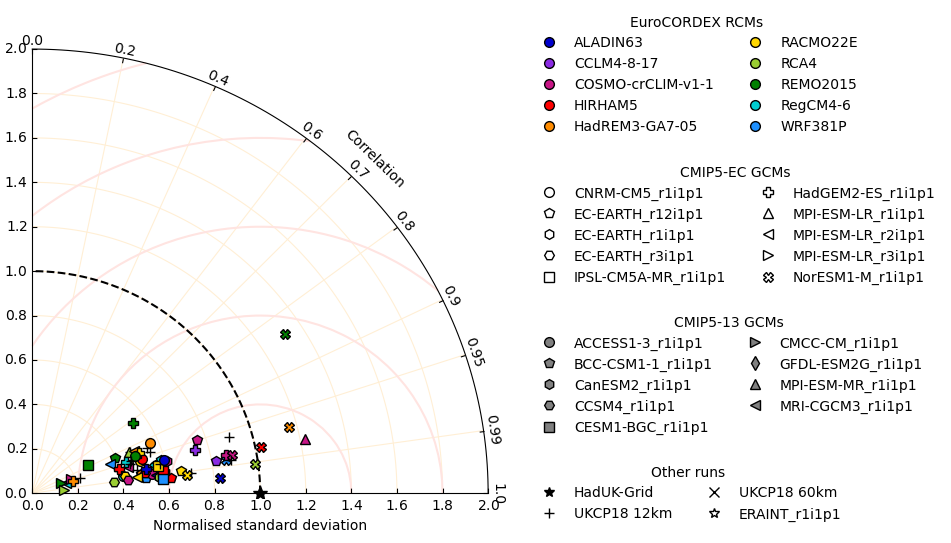 EuroCORDEX RCMs
ALADIN63
CCLM4-8-17
COSMO-crCLIM-v1-1
HIRHAM5
HadREM3-GA7-05
RACMO22E
RCA4
REMO2015
RegCM4-6
WRF381P
CMIP5-EC GCMs
CNRM-CM5_r1i1p1
EC-EARTH_r12i1p1
EC-EARTH_r1i1p1
EC-EARTH_r3i1p1
IPSL-CM5A-MR_r1i1p1
HadGEM2-ES_r1i1p1
MPI-ESM-LR_r1i1p1
MPI-ESM-LR_r2i1p1
MPI-ESM-LR_r3i1p1
NorESM1-M_r1i1p1
CMIP5-13 GCMs
ACCESS1-3_r1i1p1
BCC-CSM1-1_r1i1p1
CanESM2_r1i1p1
CCSM4_r1i1p1
CESM1-BGC_r1i1p1
CMCC-CM_r1i1p1
GFDL-ESM2G_r1i1p1
MPI-ESM-MR_r1i1p1
MRI-CGCM3_r1i1p1
Other runs
HadUK-Grid
UKCP18 12km
UKCP18 60km
ERAINT_r1i1p1
0.0
0.2
0.4
0.6
0.7
0.8
0.9
0.95
0.99
1.0
Correlation
2.0
1.8
1.6
1.4
1.2
1.0
0.8
0.6
0.4
0.2
0.0
0.0 0.2 0.4 0.6 0.8 1.0 1.2 1.4 1.6 1.8 2.0
Normalised standard deviation